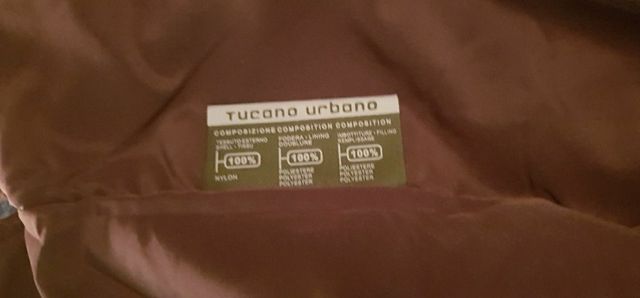 Tucano urbano
COMPOSIZIONE COMPOSITION COMPOSITION
TESSUTO ESTERNO
SHELL - TISSU
100%
NYLON
FODERA - LINING
DOUBLURE
100%
POLIESTERE
POLYESTER
POLYESTER
IMBOTTITURE - FILLING
REMPLISSAGE
100%
POLIESTERE
POLYESTER
POLYESTER